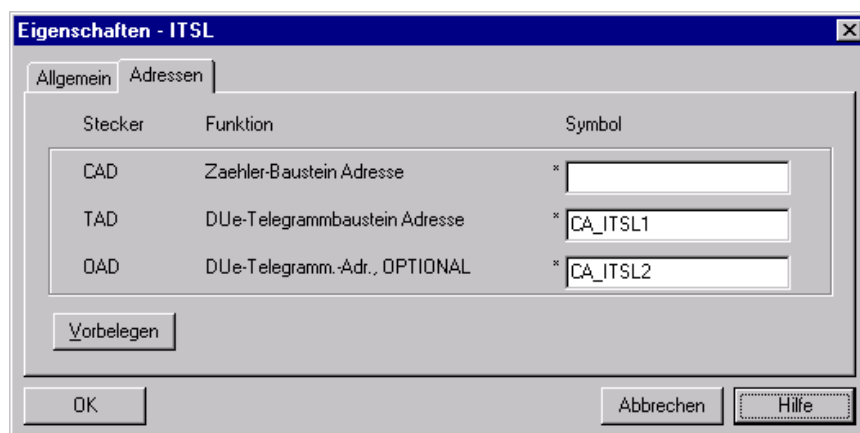 Eigenschaften - ITSL
Allgemein Adressen
Stecker Funktion Symbol
CAD Zaehler-Baustein Adresse *
TAD DUe-Telegrammbaustein Adresse * CA_ITSL1
OAD DUe-Telegramm.-Adr., OPTIONAL * CA_ITSL2
Vorbelegen
OK Abbrechen Hilfe